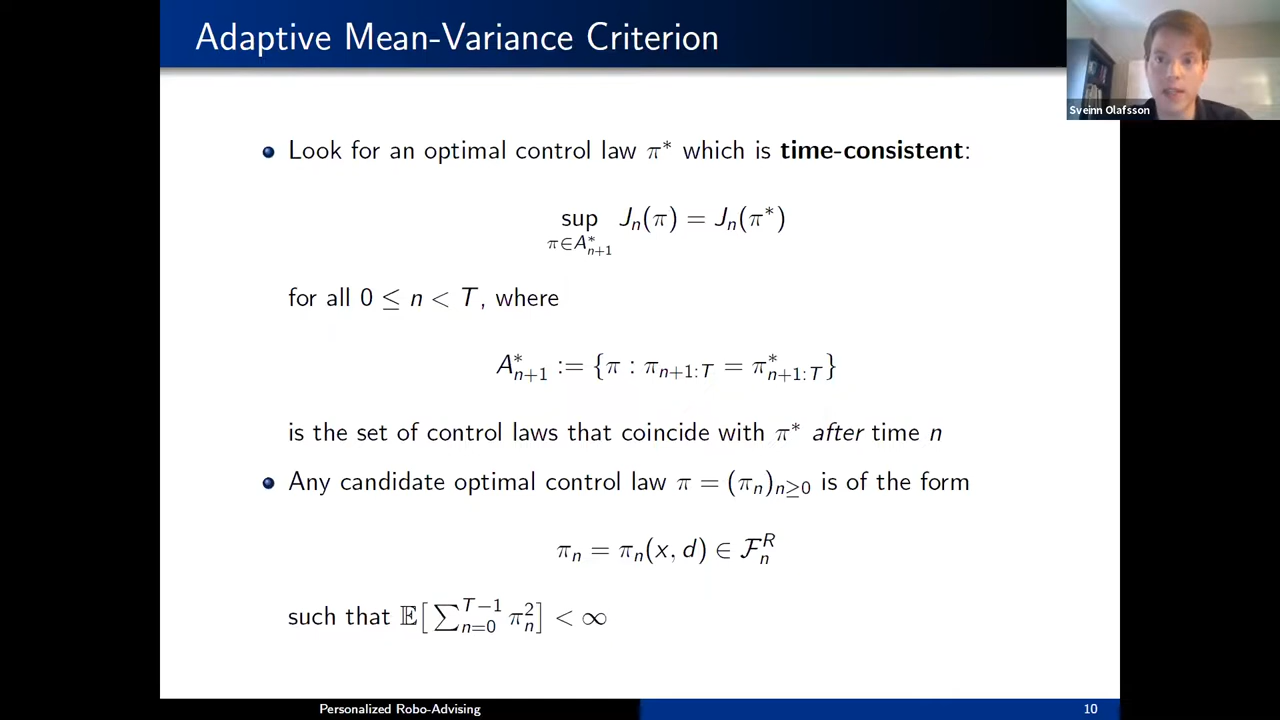 Adaptive Mean-Variance Criterion
Sveinn Olafsson
Look for an optimal control law π* which is time-consistent:
sup_{π∈A*_{n+1}} J_n(π) = J_n(π*)
for all 0 ≤ n < T, where
A*_{n+1} := {π : π_{n+1:T} = π*_{n+1:T}}
is the set of control laws that coincide with π* after time n
Any candidate optimal control law π = (π_n)_{n≥0} is of the form
π_n = π_n(x, d) ∈ ℱ_n^R
such that 𝔼[∑_{n=0}^{T−1} π_n^2] < ∞
Personalized Robo-Advising
10